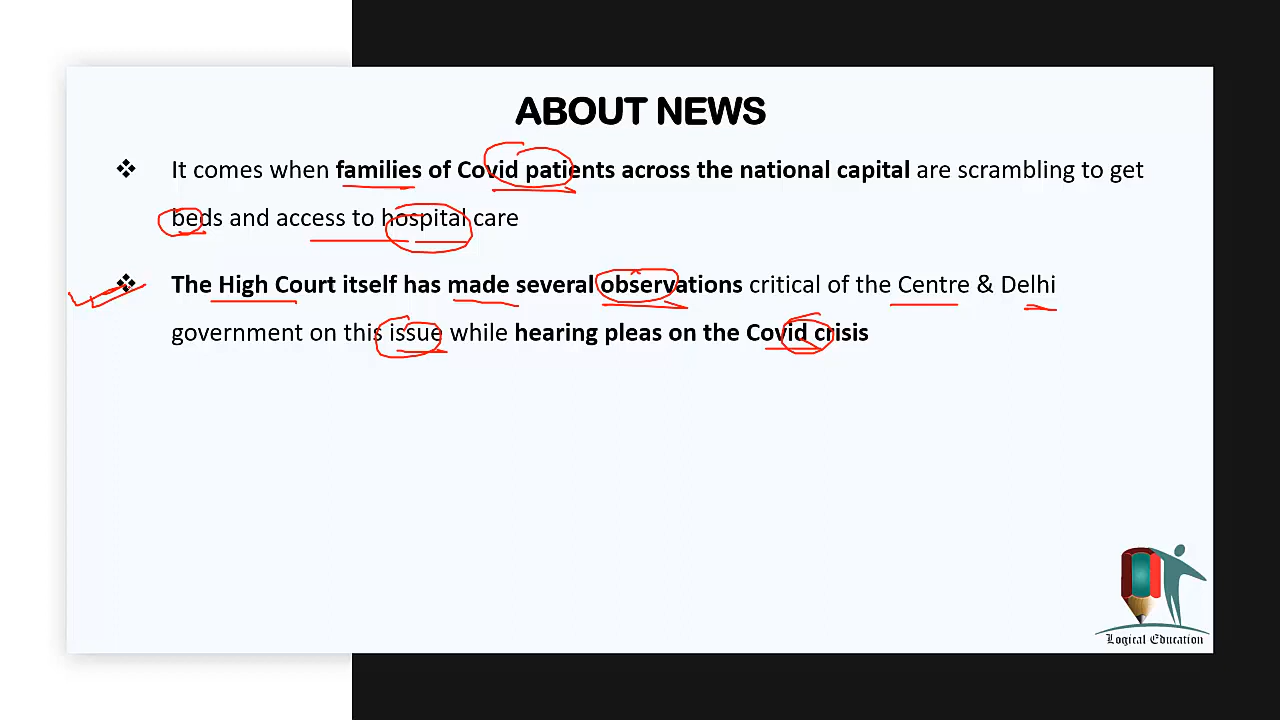 ABOUT NEWS
❖ It comes when families of Covid patients across the national capital are scrambling to get
beds and access to hospital care
❖ The High Court itself has made several observations critical of the Centre & Delhi
government on this issue while hearing pleas on the Covid crisis
Logical Education